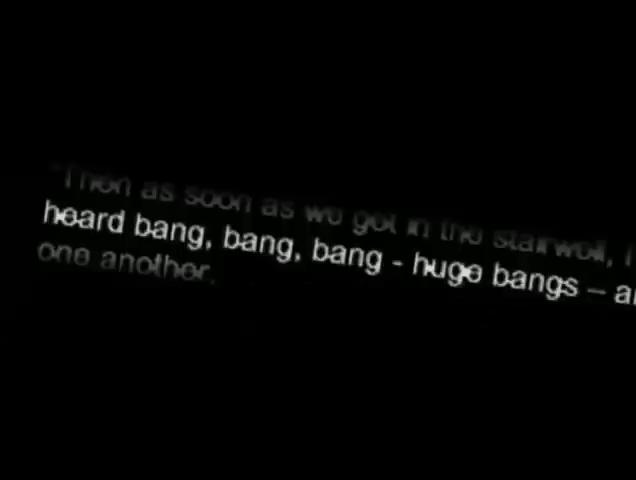 "Then as soon as we got in the stairwell, I
heard bang, bang, bang - huge bangs – 
one another.